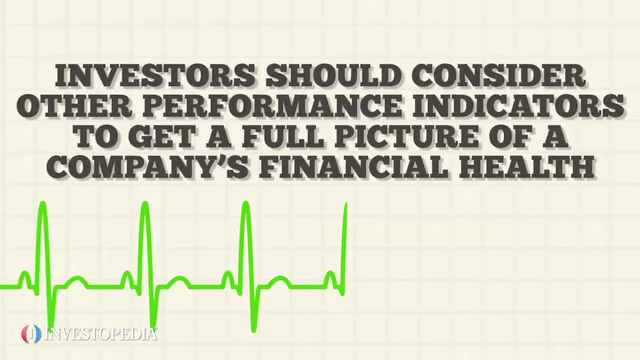 INVESTORS SHOULD CONSIDER
OTHER PERFORMANCE INDICATORS
TO GET A FULL PICTURE OF A
COMPANY'S FINANCIAL HEALTH
INVESTOPEDIA